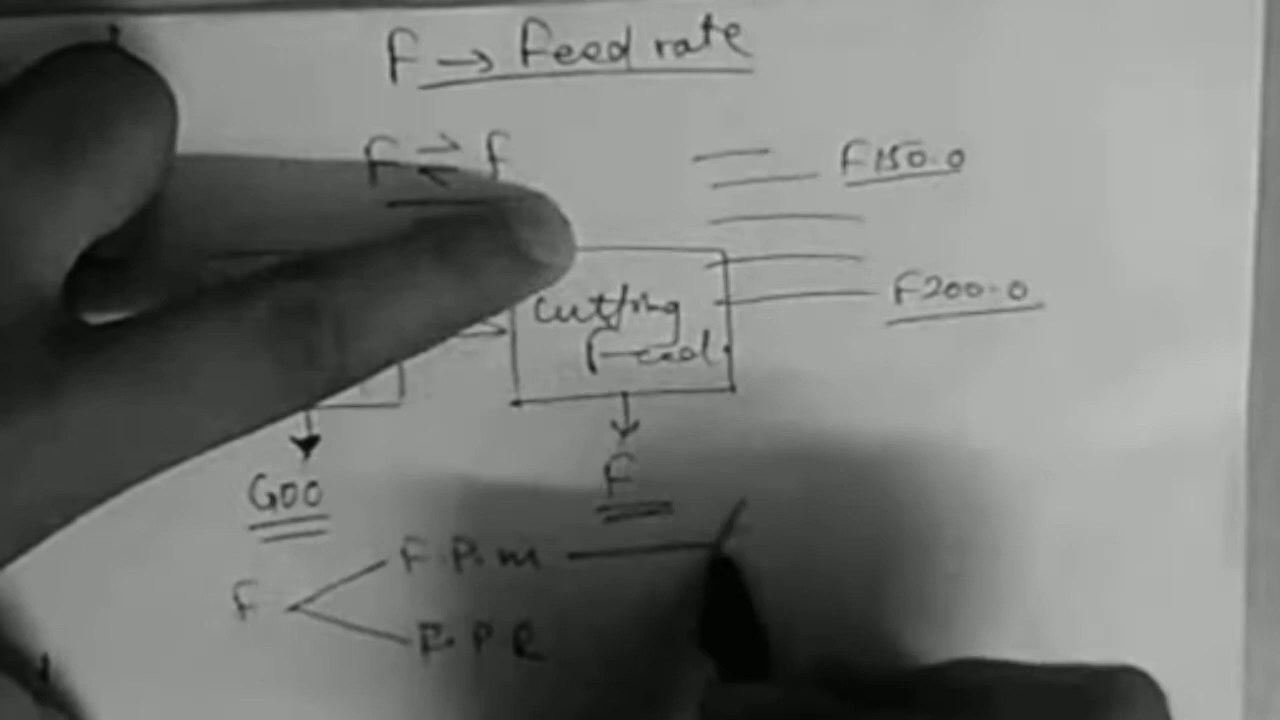 F → Feed rate
F ⇌ f
F150.0
F200.0
Cutting
Feed
G00
F
F
F.P.m
F.P R